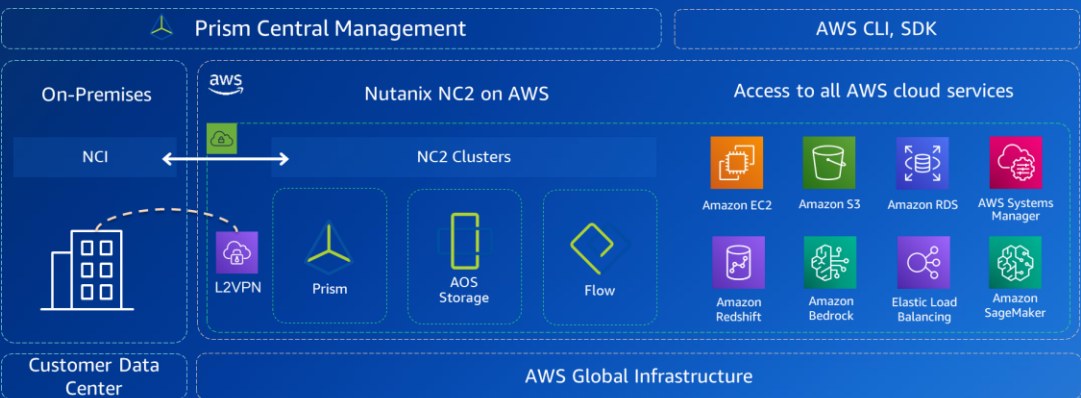 Prism Central Management
AWS CLI, SDK
On-Premises
aws
Nutanix NC2 on AWS
Access to all AWS cloud services
NCI
NC2 Clusters
Amazon EC2
Amazon S3
Amazon RDS
AWS Systems
Manager
L2VPN
Prism
AOS
Storage
Flow
Amazon
Redshift
Amazon
Bedrock
Elastic Load
Balancing
Amazon
SageMaker
Customer Data
Center
AWS Global Infrastructure